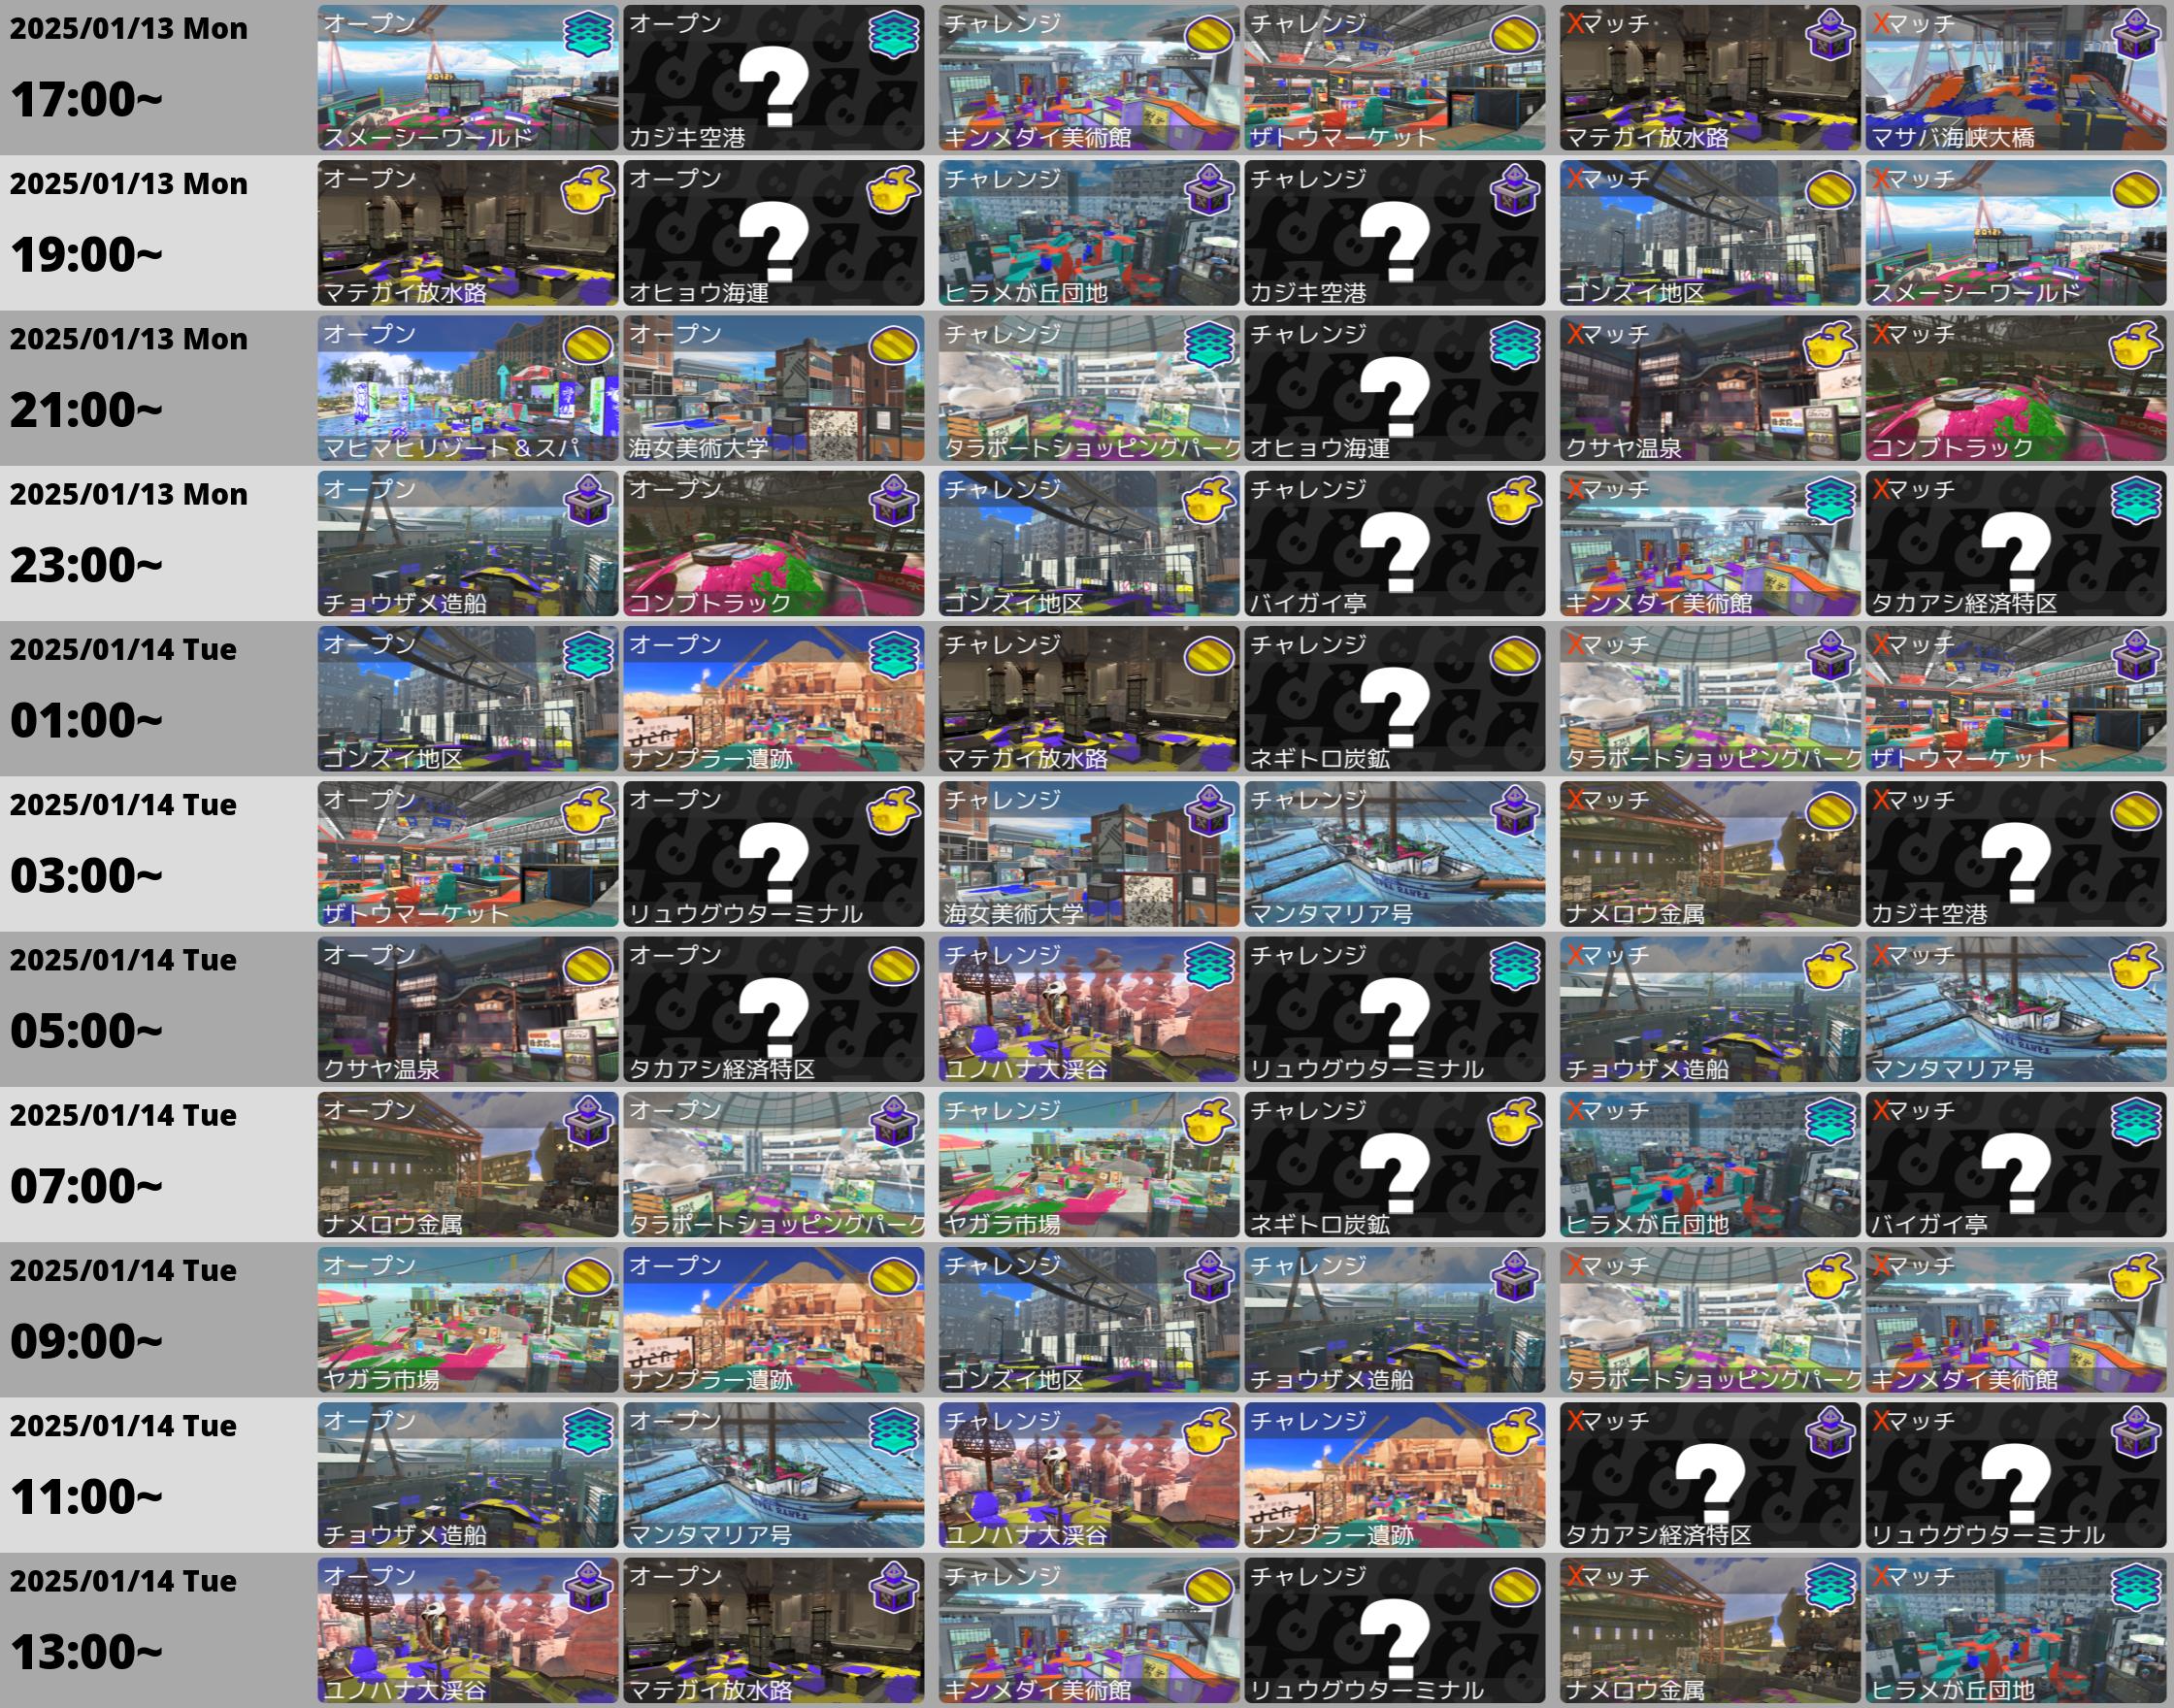 2025/01/13 Mon
17:00~
オープン
スメーシーワールド
オープン
カジキ空港
チャレンジ
キンメダイ美術館
チャレンジ
ザトウマーケット
Xマッチ
マテガイ放水路
Xマッチ
マサバ海峡大橋
2025/01/13 Mon
19:00~
オープン
マテガイ放水路
オープン
オヒョウ海運
チャレンジ
ヒラメが丘団地
チャレンジ
カジキ空港
Xマッチ
ゴンズイ地区
Xマッチ
スメーシーワールド
2025/01/13 Mon
21:00~
オープン
マヒマヒリゾート&スパ
オープン
海女美術大学
チャレンジ
タラポートショッピングパーク
チャレンジ
オヒョウ海運
Xマッチ
クサヤ温泉
Xマッチ
コンブトラック
2025/01/13 Mon
23:00~
オープン
チョウザメ造船
オープン
コンブトラック
チャレンジ
ゴンズイ地区
チャレンジ
バイガイ亭
Xマッチ
キンメダイ美術館
Xマッチ
タカアシ経済特区
2025/01/14 Tue
01:00~
オープン
ゴンズイ地区
オープン
ナンプラー遺跡
チャレンジ
マテガイ放水路
チャレンジ
ネギトロ炭鉱
Xマッチ
タラポートショッピングパーク
Xマッチ
ザトウマーケット
2025/01/14 Tue
03:00~
オープン
ザトウマーケット
オープン
リュウグウターミナル
チャレンジ
海女美術大学
チャレンジ
マンタマリア号
Xマッチ
ナメロウ金属
Xマッチ
カジキ空港
2025/01/14 Tue
05:00~
オープン
クサヤ温泉
オープン
タカアシ経済特区
チャレンジ
ユノハナ大渓谷
チャレンジ
リュウグウターミナル
Xマッチ
チョウザメ造船
Xマッチ
マンタマリア号
2025/01/14 Tue
07:00~
オープン
ナメロウ金属
オープン
タラポートショッピングパーク
チャレンジ
ヤガラ市場
チャレンジ
ネギトロ炭鉱
Xマッチ
ヒラメが丘団地
Xマッチ
バイガイ亭
2025/01/14 Tue
09:00~
オープン
ヤガラ市場
オープン
ナンプラー遺跡
チャレンジ
ゴンズイ地区
チャレンジ
チョウザメ造船
Xマッチ
タラポートショッピングパーク
Xマッチ
キンメダイ美術館
2025/01/14 Tue
11:00~
オープン
チョウザメ造船
オープン
マンタマリア号
チャレンジ
ユノハナ大渓谷
チャレンジ
ナンプラー遺跡
Xマッチ
タカアシ経済特区
Xマッチ
リュウグウターミナル
2025/01/14 Tue
13:00~
オープン
ユノハナ大渓谷
オープン
マテガイ放水路
チャレンジ
キンメダイ美術館
チャレンジ
リュウグウターミナル
Xマッチ
ナメロウ金属
Xマッチ
ヒラメが丘団地